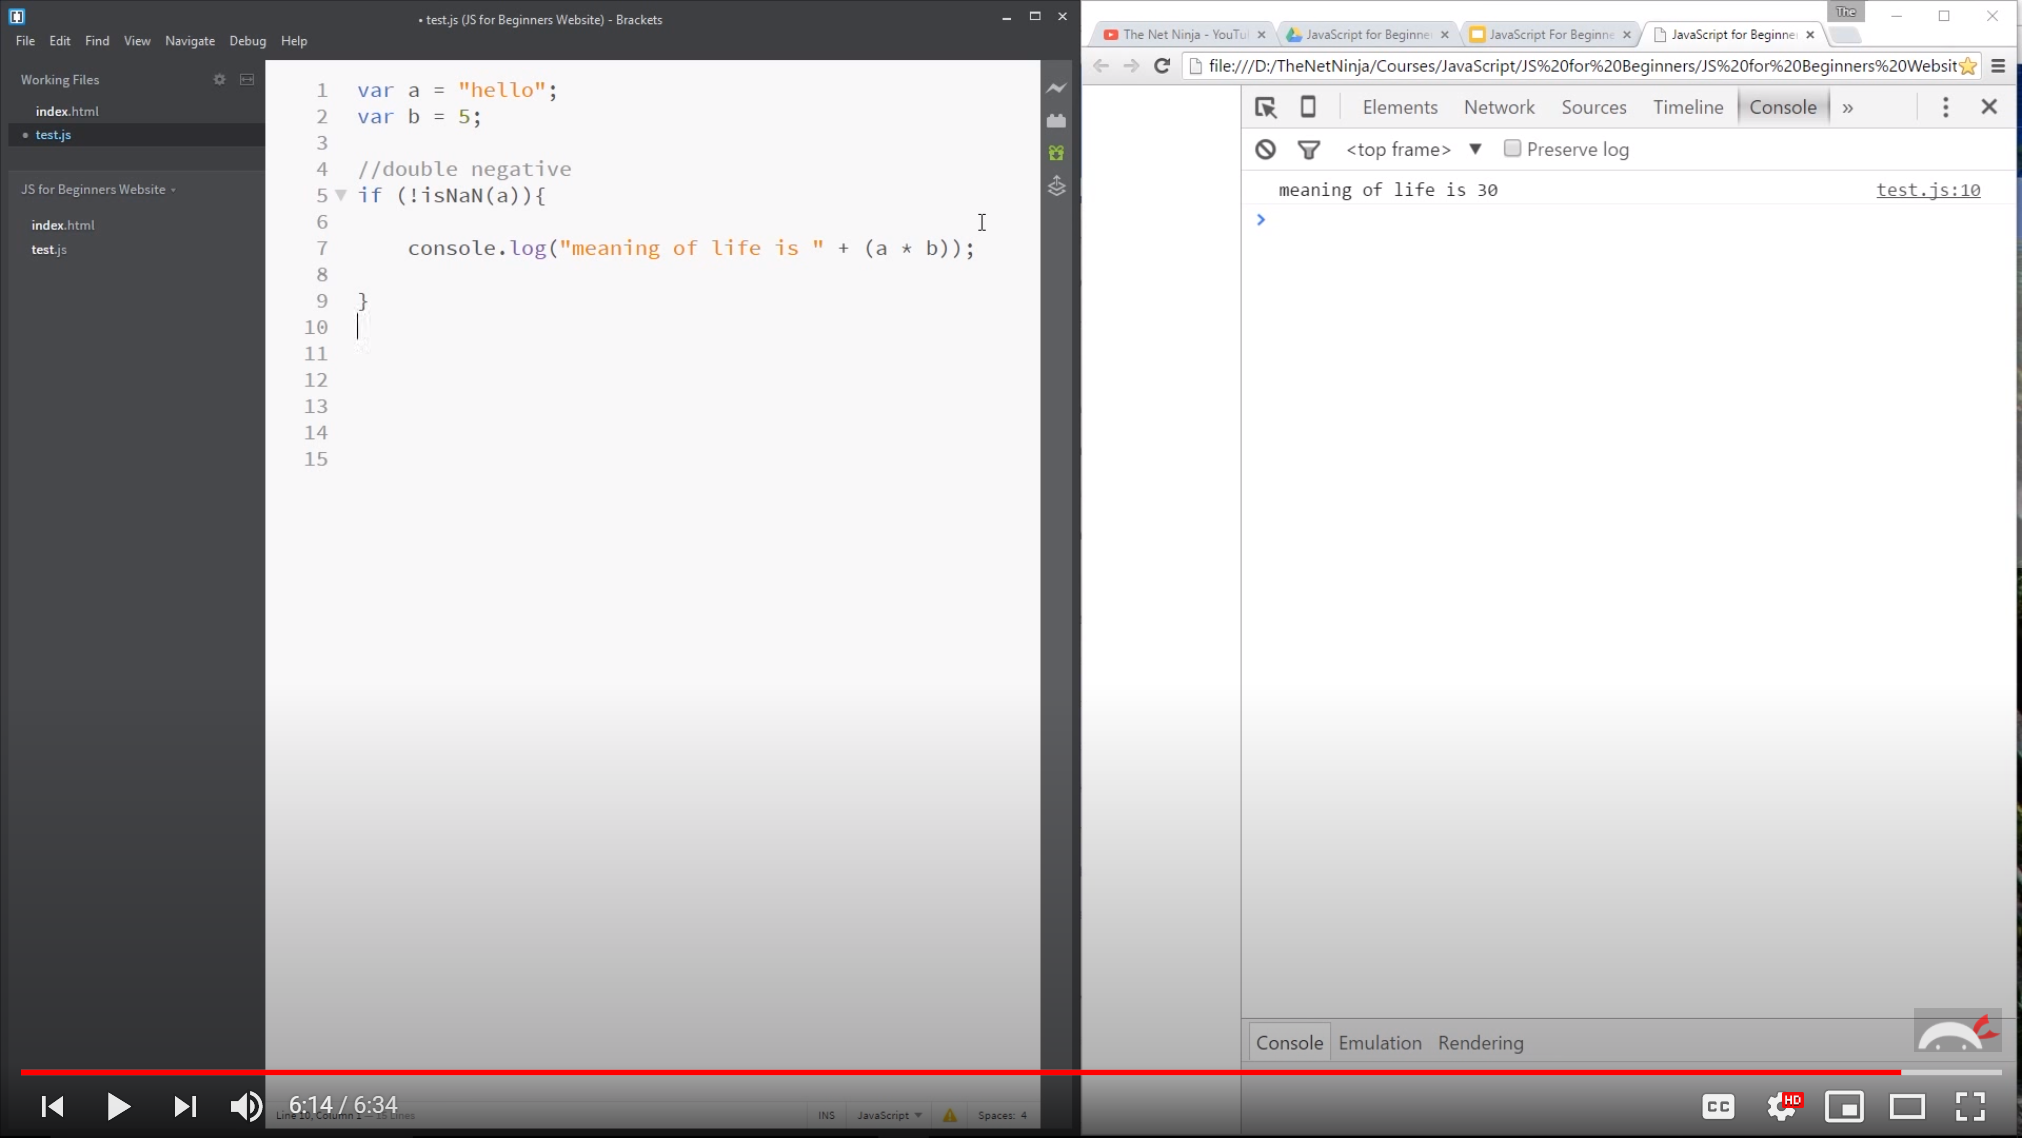 • test.js (JS for Beginners Website) - Brackets
File Edit Find View Navigate Debug Help
Working Files
index.html
• test.js
JS for Beginners Website
index.html
test.js
1 var a = "hello";
2 var b = 5;
3
4 //double negative
5 if (!isNaN(a)){
6
7 console.log("meaning of life is " + (a * b));
8
9 }
10
11
12
13
14
15
The
The Net Ninja - YouTu
JavaScript for Beginne
JavaScript For Beginne
JavaScript for Beginne
file:///D:/TheNetNinja/Courses/JavaScript/JS%20for%20Beginners/JS%20for%20Beginners%20Websit
Elements Network Sources Timeline Console »
<top frame> ▼ Preserve log
meaning of life is 30 test.js:10
Console Emulation Rendering
6:14 / 6:34
Line 10, Column 1 — 15 Lines
INS JavaScript Spaces: 4
CC HD